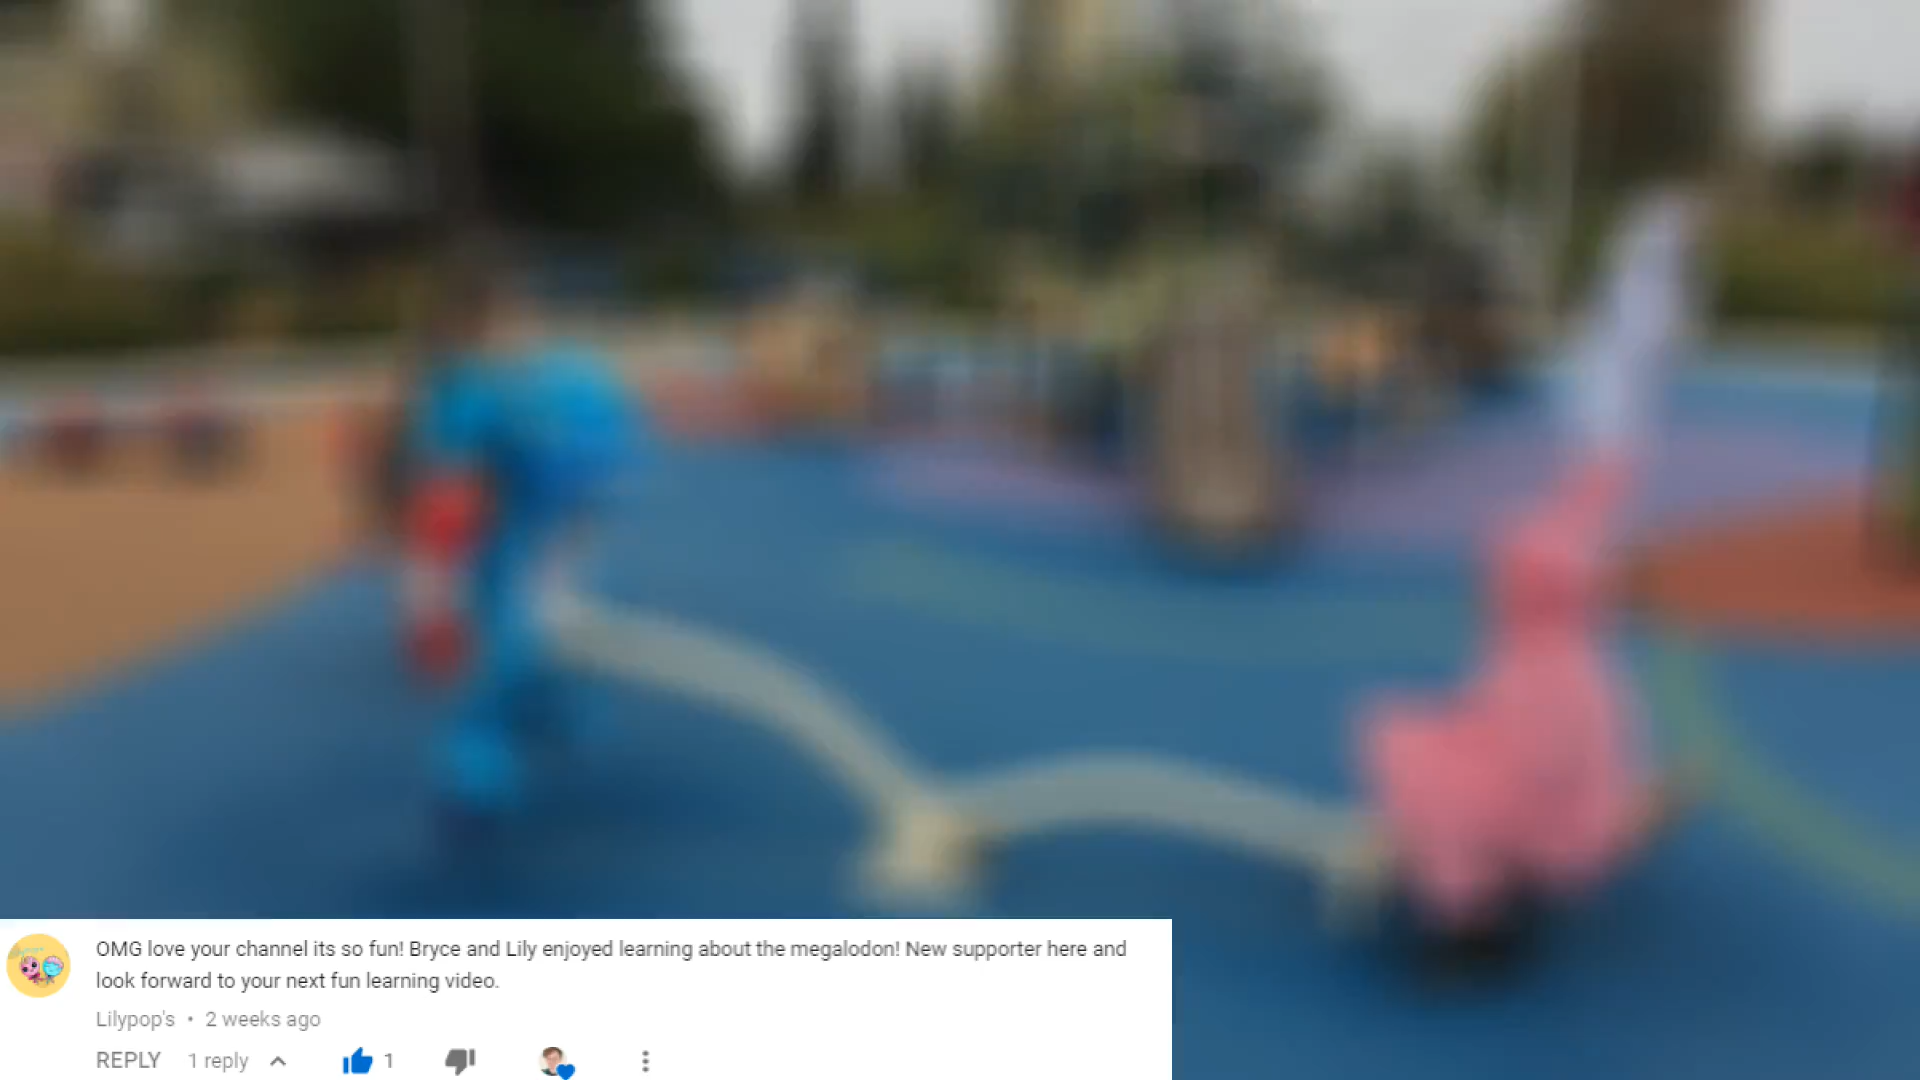 OMG love your channel its so fun! Bryce and Lily enjoyed learning about the megalodon! New supporter here and
look forward to your next fun learning video.
Lilypop's • 2 weeks ago
REPLY 1 reply 1